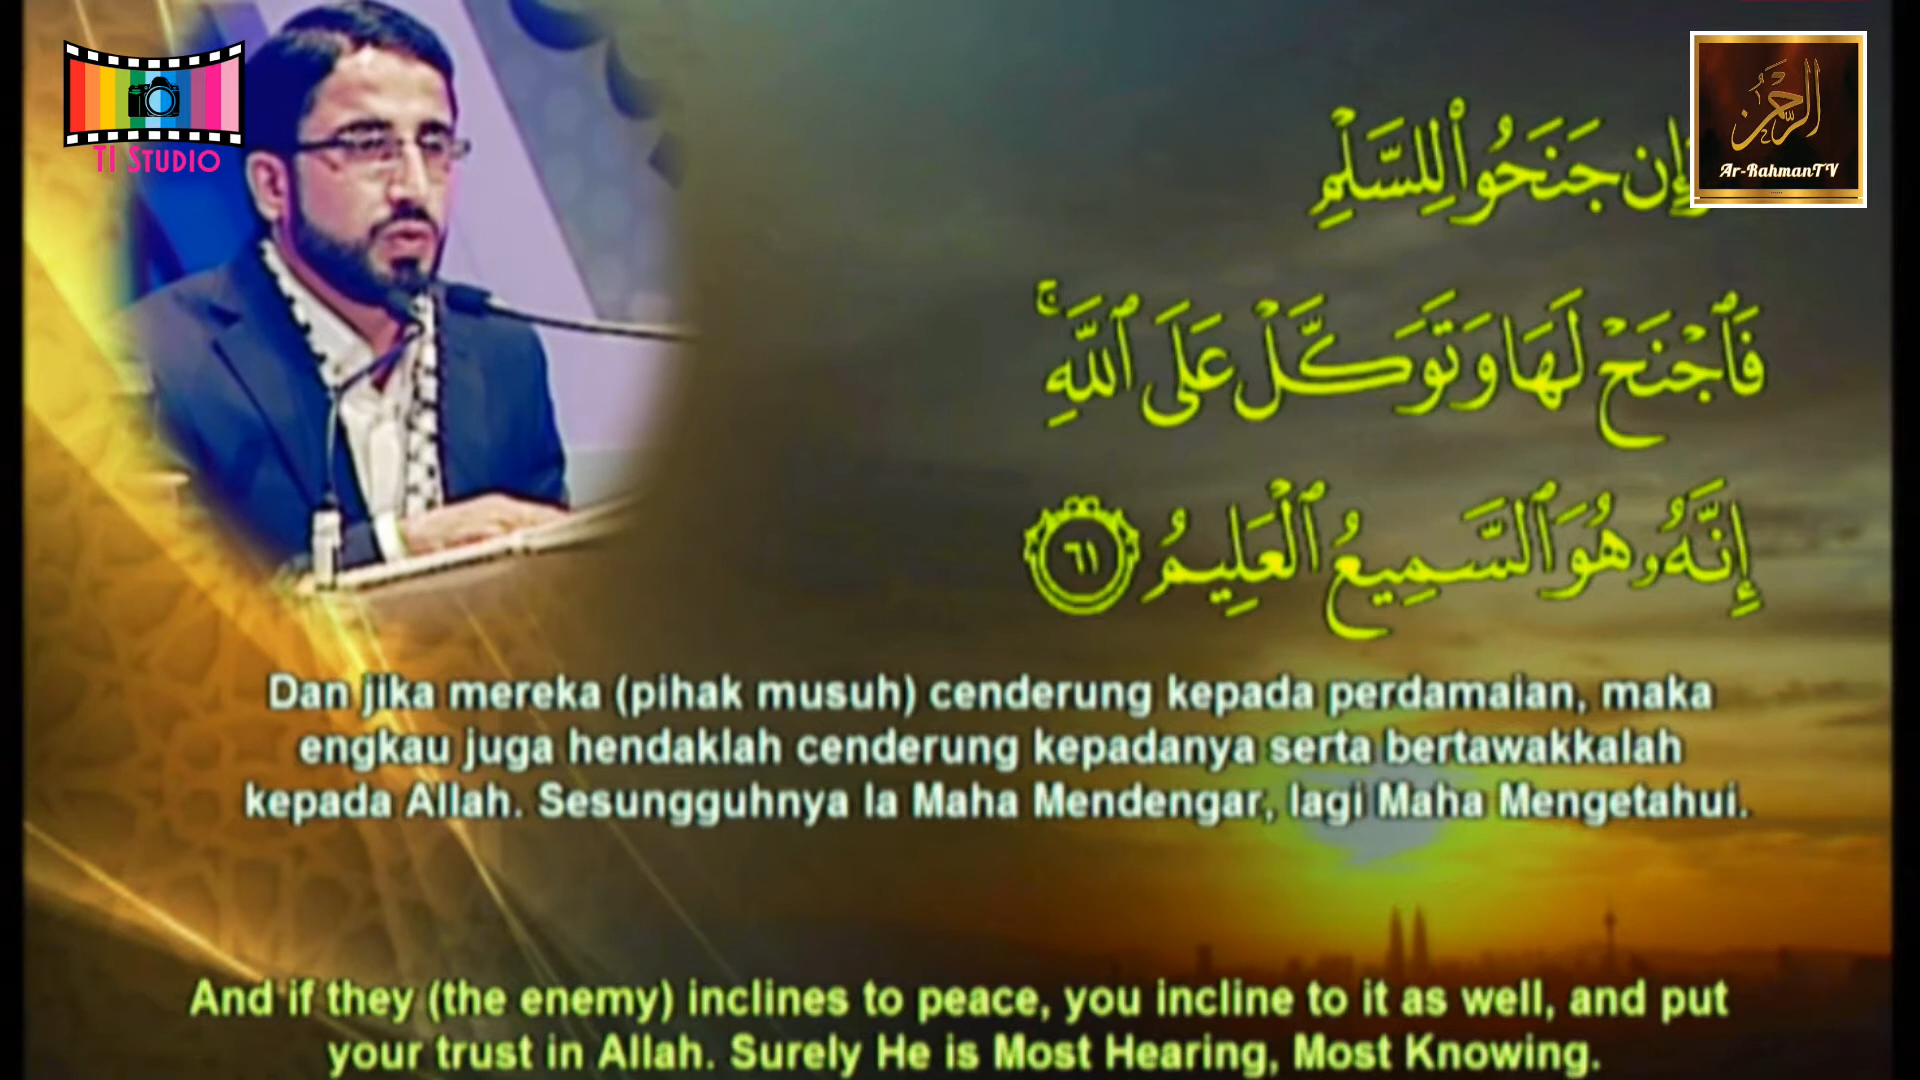 TI STUDIO
الرحمن
Ar-RahmanTV
وَإِن جَنَحُوا۟ لِلسَّلْمِ
فَٱجْنَحْ لَهَا وَتَوَكَّلْ عَلَى ٱللَّهِ ۚ
إِنَّهُۥ هُوَ ٱلسَّمِيعُ ٱلْعَلِيمُ ٦١
Dan jika mereka (pihak musuh) cenderung kepada perdamaian, maka
engkau juga hendaklah cenderung kepadanya serta bertawakkalah
kepada Allah. Sesungguhnya Ia Maha Mendengar, lagi Maha Mengetahui.
And if they (the enemy) inclines to peace, you incline to it as well, and put
your trust in Allah. Surely He is Most Hearing, Most Knowing.